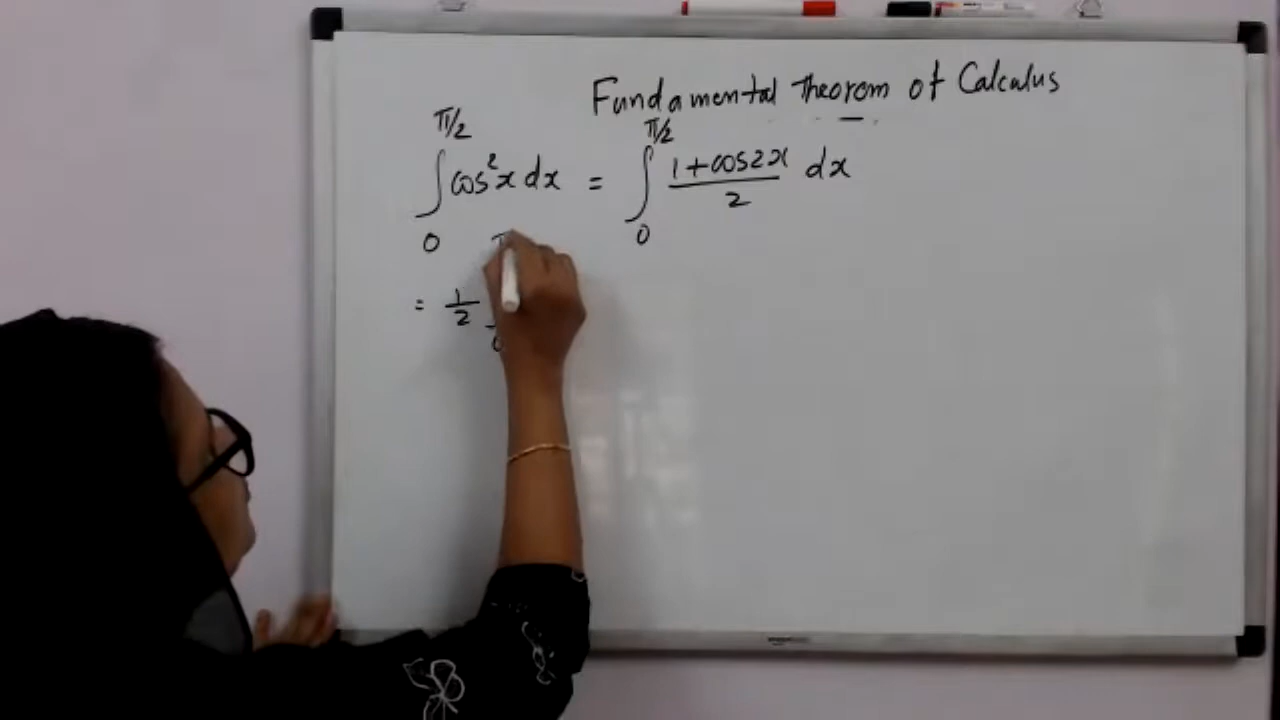 Fundamental Theorem of Calculus
∫₀^π/2 cos²x dx = ∫₀^π/2 (1+cos2x)/2 dx
= 1/2